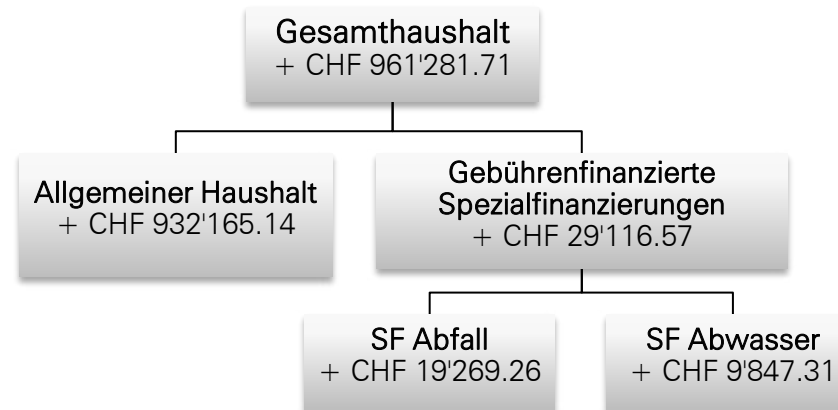 Gesamthaushalt
+ CHF 961'281.71
Allgemeiner Haushalt
+ CHF 932'165.14
Gebührenfinanzierte
Spezialfinanzierungen
+ CHF 29'116.57
SF Abfall
+ CHF 19'269.26
SF Abwasser
+ CHF 9'847.31